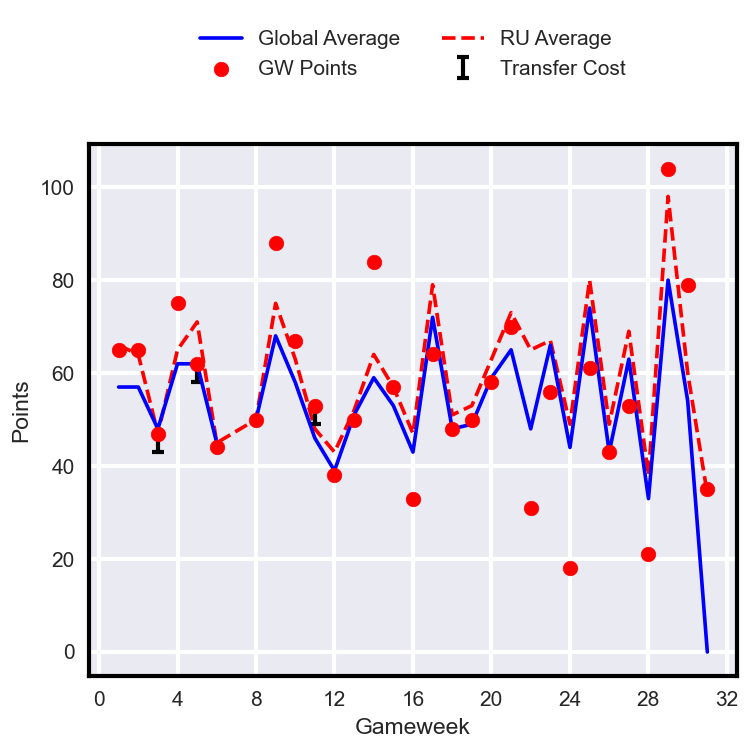 Global Average
RU Average
GW Points
Transfer Cost
100
80
60
40
20
0
Points
0 4 8 12 16 20 24 28 32
Gameweek